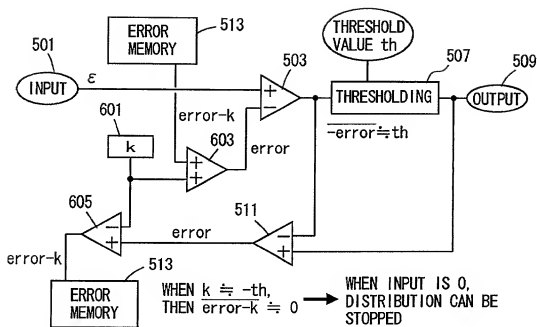 ERROR
MEMORY
513
THRESHOLD
VALUE th
501
INPUT
ε
503
507
509
THRESHOLDING
OUTPUT
601
k
error-k
603
error
-error≒th
605
511
error
error-k
513
ERROR
MEMORY
WHEN k ≒ -th,
THEN error-k ≒ 0
WHEN INPUT IS 0,
DISTRIBUTION CAN BE
STOPPED
+
−
+
+
−
+
−
+